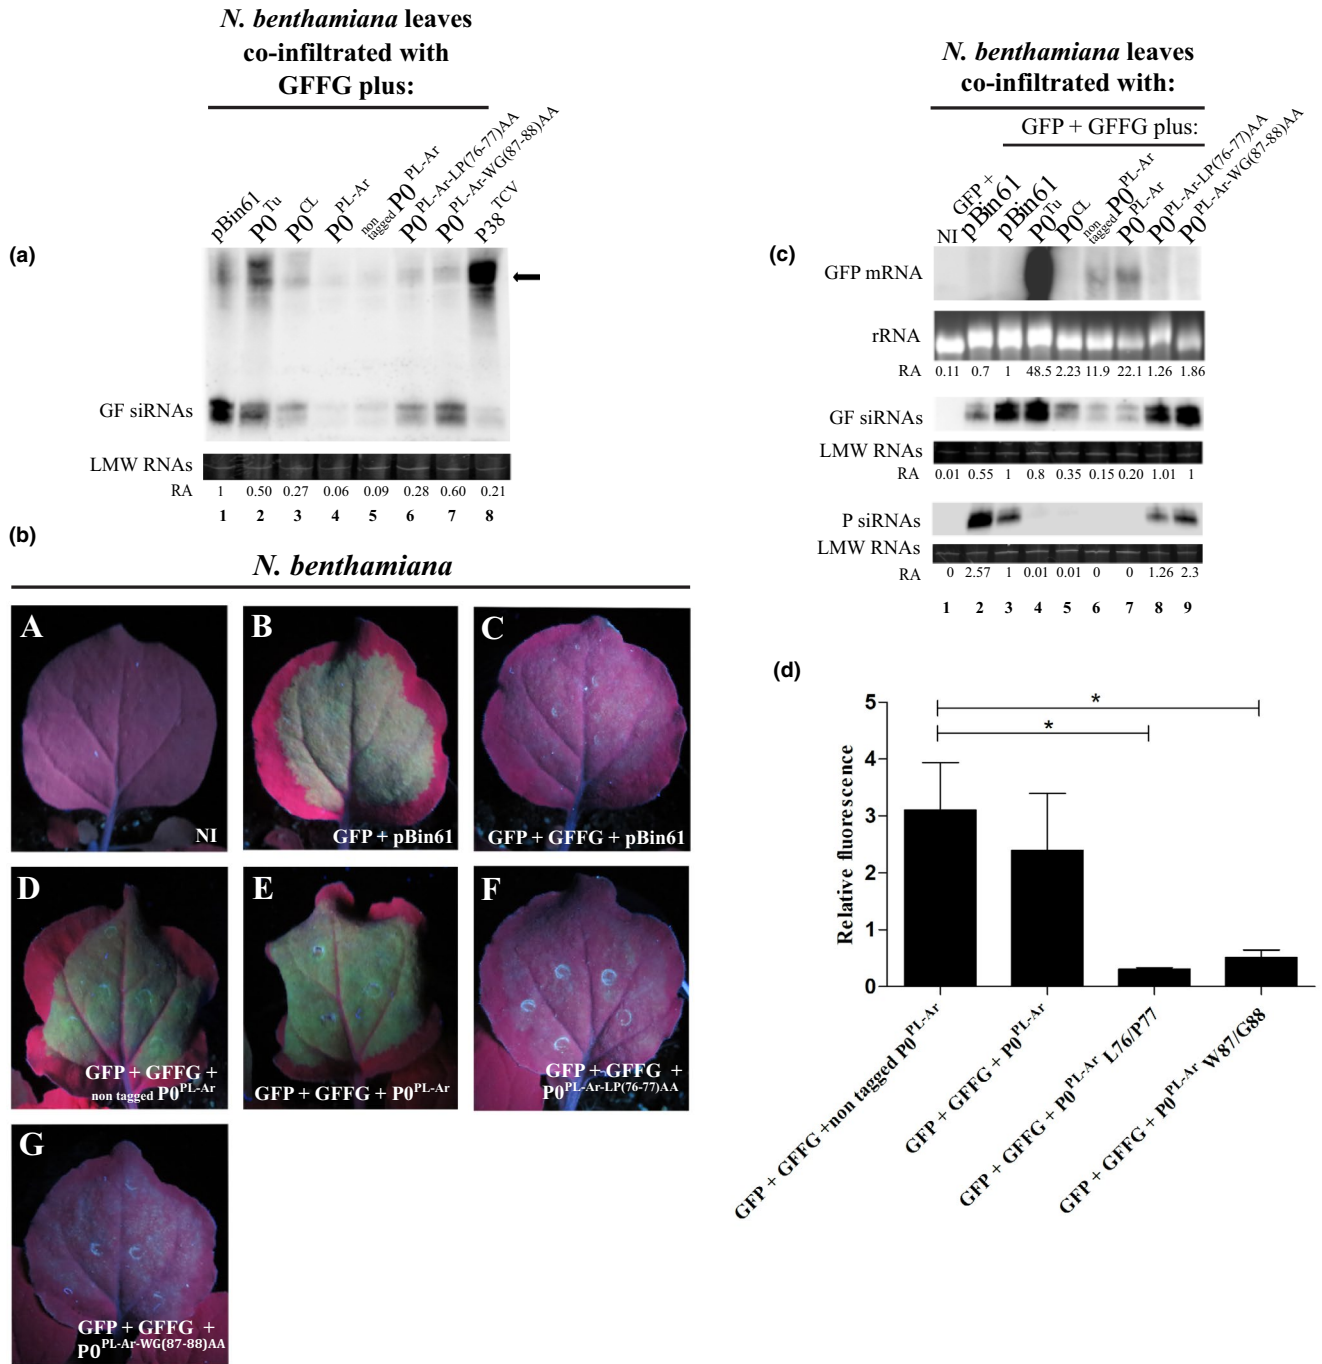 N. benthamiana leaves
co-infiltrated with
GFFG plus:
pBin61
P0Tu
P0CL
P0PL-Ar
non tagged P0PL-Ar
P0PL-Ar-LP(76-77)AA
P0PL-Ar-WG(87-88)AA
P38TCV
(a)
GF siRNAs
LMW RNAs
RA 1 0.50 0.27 0.06 0.09 0.28 0.60 0.21
1 2 3 4 5 6 7 8
(b)
N. benthamiana
A
NI
B
GFP + pBin61
C
GFP + GFFG + pBin61
D
GFP + GFFG +
non tagged P0PL-Ar
E
GFP + GFFG + P0PL-Ar
F
GFP + GFFG +
P0PL-Ar-LP(76-77)AA
G
GFP + GFFG +
P0PL-Ar-WG(87-88)AA
N. benthamiana leaves
co-infiltrated with:
GFP + GFFG plus:
NI
GFP +
pBin61
pBin61
P0Tu
P0CL
non tagged P0PL-Ar
P0PL-Ar
P0PL-Ar-LP(76-77)AA
P0PL-Ar-WG(87-88)AA
(c)
GFP mRNA
rRNA
RA 0.11 0.7 1 48.5 2.23 11.9 22.1 1.26 1.86
GF siRNAs
LMW RNAs
RA 0.01 0.55 1 0.8 0.35 0.15 0.20 1.01 1
P siRNAs
LMW RNAs
RA 0 2.57 1 0.01 0.01 0 0 1.26 2.3
1 2 3 4 5 6 7 8 9
(d)
Relative fluorescence
5
4
3
2
1
0
*
*
GFP + GFFG +non tagged P0PL-Ar
GFP + GFFG + P0PL-Ar
GFP + GFFG + P0PL-Ar L76/P77
GFP + GFFG + P0PL-Ar W87/G88